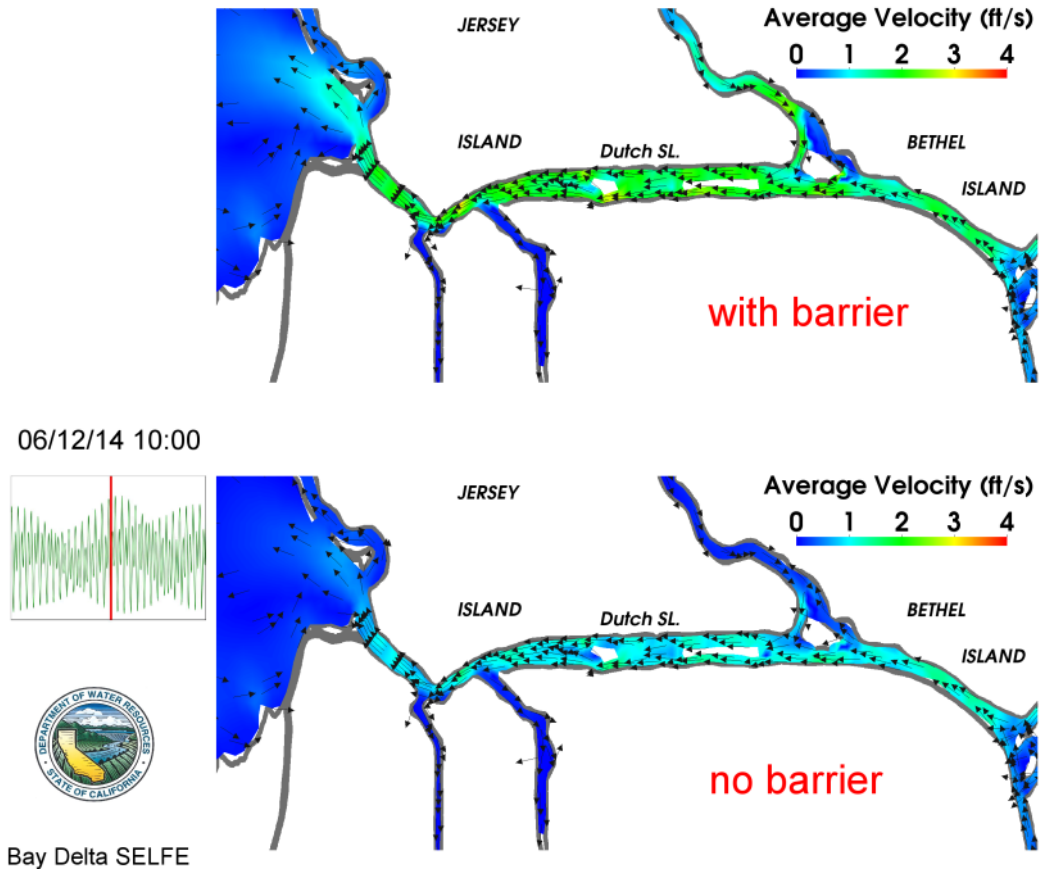 JERSEY
Average Velocity (ft/s)
0 1 2 3 4
ISLAND
Dutch SL.
BETHEL
ISLAND
with barrier
06/12/14 10:00
JERSEY
Average Velocity (ft/s)
0 1 2 3 4
ISLAND
Dutch SL.
BETHEL
ISLAND
DEPARTMENT OF WATER RESOURCES
STATE OF CALIFORNIA
no barrier
Bay Delta SELFE